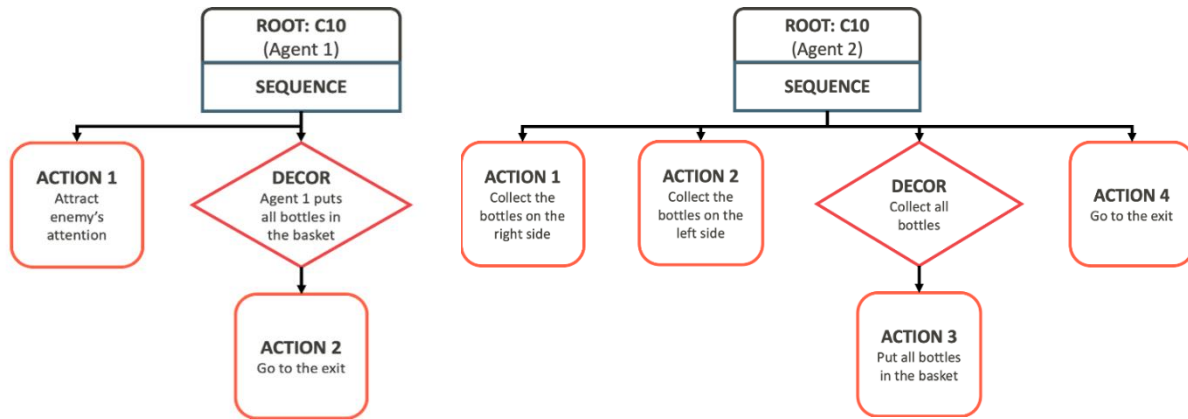 ROOT: C10
(Agent 1)
SEQUENCE
ACTION 1
Attract
enemy's
attention
DECOR
Agent 1 puts
all bottles in
the basket
ACTION 2
Go to the exit
ROOT: C10
(Agent 2)
SEQUENCE
ACTION 1
Collect the
bottles on the
right side
ACTION 2
Collect the
bottles on the
left side
DECOR
Collect all
bottles
ACTION 4
Go to the exit
ACTION 3
Put all bottles
in the basket